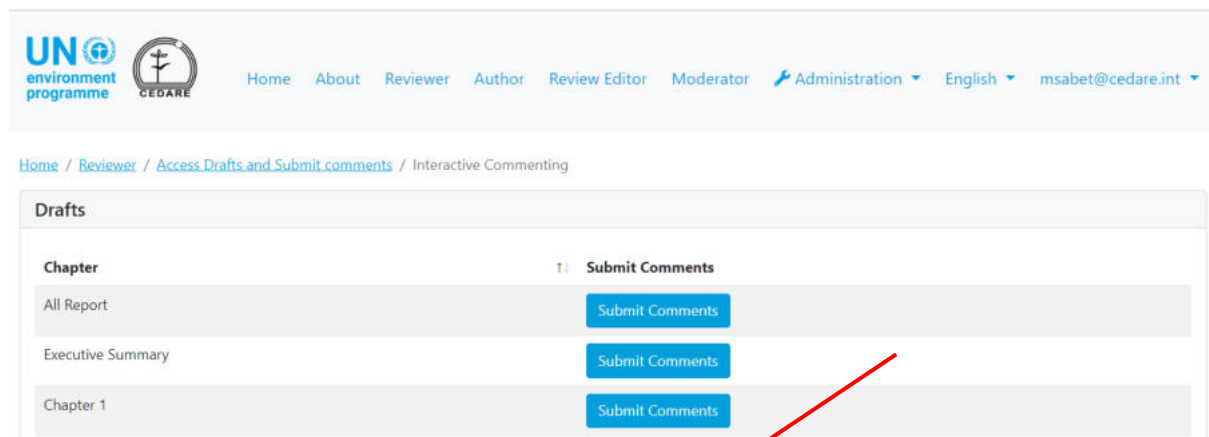 UN
environment
programme
CEDARE
Home About Reviewer Author Review Editor Moderator Administration English msabet@cedare.int
Home / Reviewer / Access Drafts and Submit comments / Interactive Commenting
Drafts
Chapter Submit Comments
All Report Submit Comments
Executive Summary Submit Comments
Chapter 1 Submit Comments